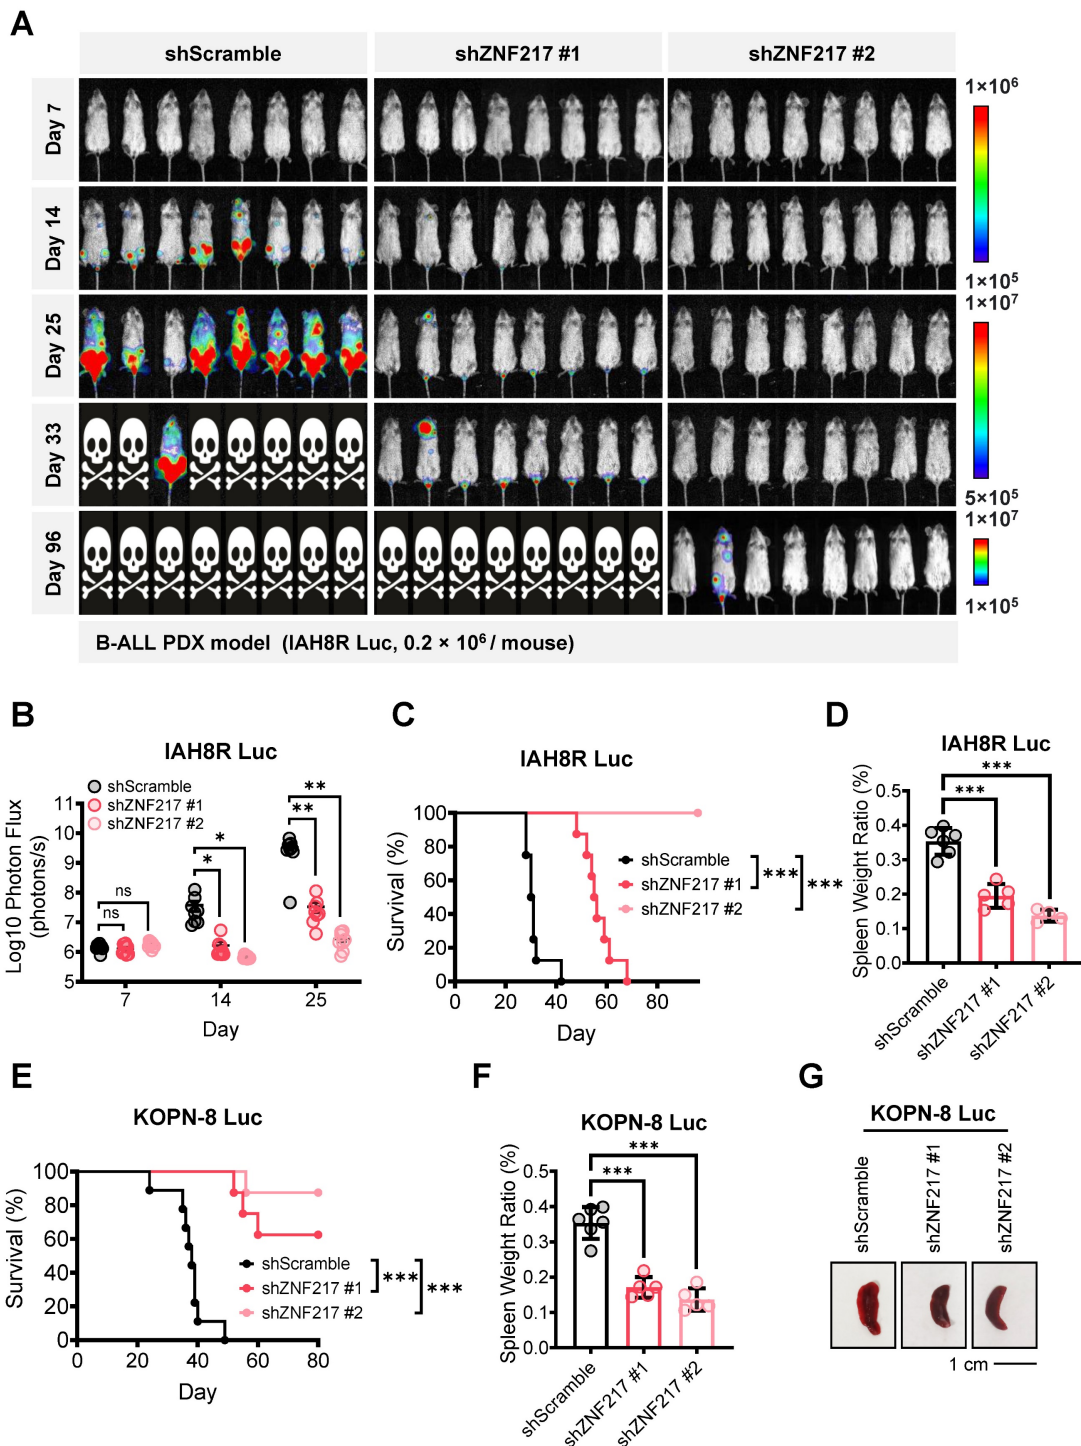 A
shScramble
shZNF217 #1
shZNF217 #2
Day 7
Day 14
Day 25
Day 33
Day 96
1×10⁶
1×10⁵
1×10⁷
5×10⁵
1×10⁷
1×10⁵
B-ALL PDX model (IAH8R Luc, 0.2 × 10⁶ / mouse)
B
IAH8R Luc
shScramble
shZNF217 #1
shZNF217 #2
Log10 Photon Flux
(photons/s)
11
10
9
8
7
6
5
ns
ns
*
*
**
**
7
14
25
Day
C
IAH8R Luc
Survival (%)
100
80
60
40
20
0
0
20
40
60
80
Day
shScramble
shZNF217 #1
shZNF217 #2
***
***
D
IAH8R Luc
Spleen Weight Ratio (%)
0.5
0.4
0.3
0.2
0.1
0.0
***
***
shScramble
shZNF217 #1
shZNF217 #2
E
KOPN-8 Luc
Survival (%)
100
80
60
40
20
0
0
20
40
60
80
Day
shScramble
shZNF217 #1
shZNF217 #2
***
***
F
KOPN-8 Luc
Spleen Weight Ratio (%)
0.5
0.4
0.3
0.2
0.1
0.0
***
***
shScramble
shZNF217 #1
shZNF217 #2
G
KOPN-8 Luc
shScramble
shZNF217 #1
shZNF217 #2
1 cm